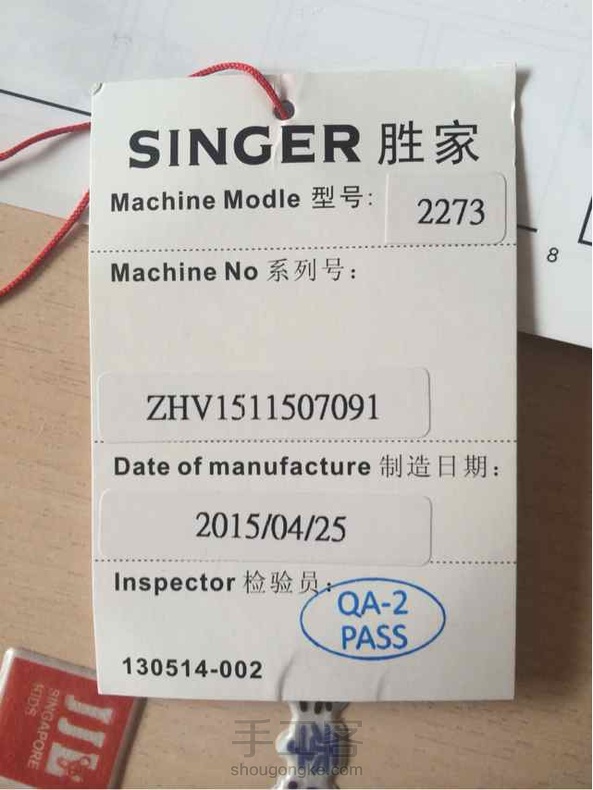 SINGER 胜家
Machine Modle 型号:
2273
8
Machine No 系列号:
ZHV1511507091
Date of manufacture 制造日期:
2015/04/25
Inspector 检验员:
QA-2
PASS
130514-002
SINGAPORE
KIDS
手工客
shougongke.com